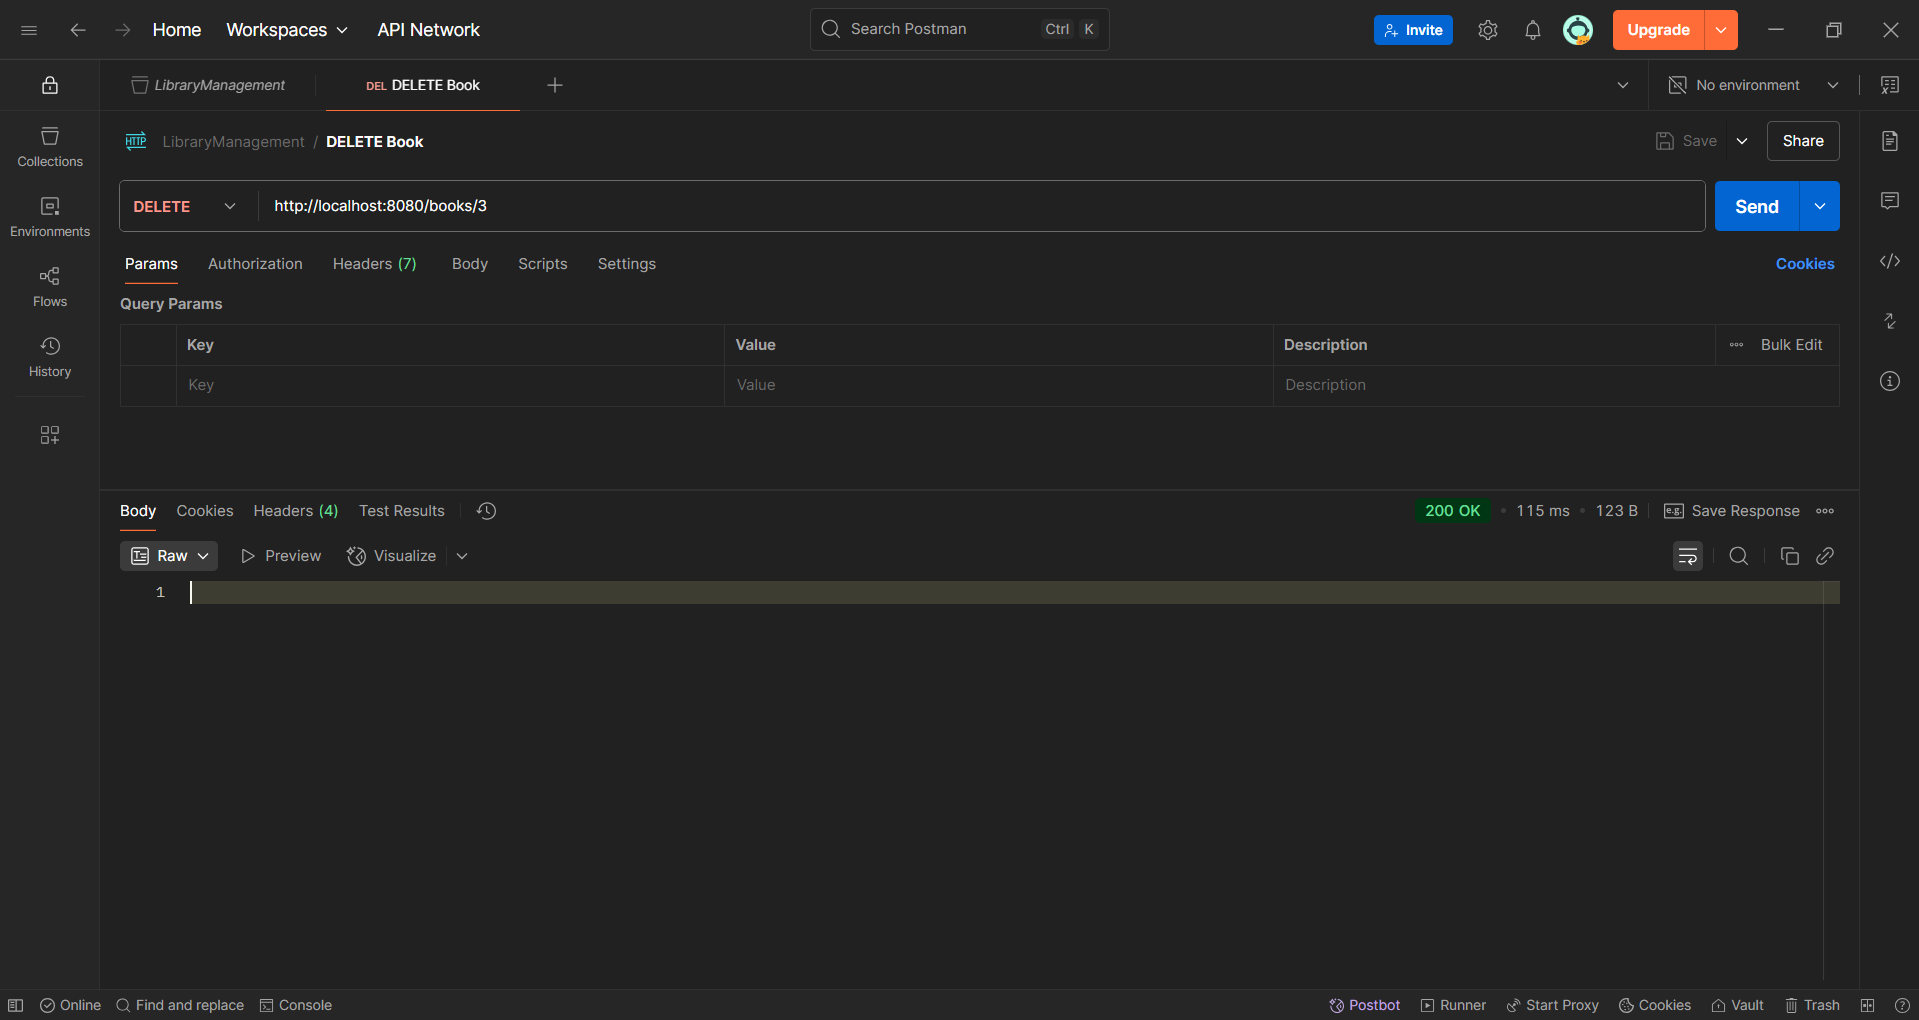 Home Workspaces API Network Search Postman Ctrl K Invite Upgrade
LibraryManagement DEL DELETE Book No environment
HTTP LibraryManagement / DELETE Book Save Share
Collections
DELETE http://localhost:8080/books/3 Send
Environments
Params Authorization Headers (7) Body Scripts Settings Cookies
Flows
Query Params
Key Value Description Bulk Edit
History
Key Value Description
Body Cookies Headers (4) Test Results 200 OK • 115 ms • 123 B e.g. Save Response
Raw Preview Visualize
1
Online Find and replace Console Postbot Runner Start Proxy Cookies Vault Trash